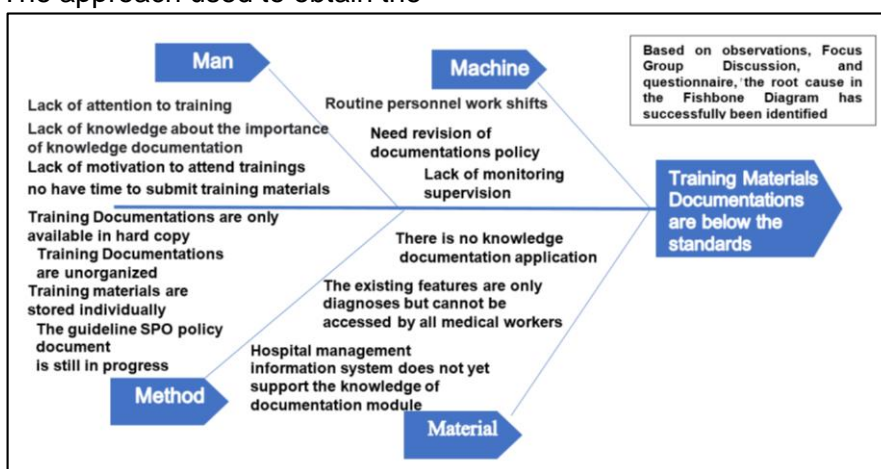 The approach used to obtain the
Man
Machine
Based on observations, Focus
Group Discussion, and
questionnaire, the root cause in
the Fishbone Diagram has
successfully been identified
Lack of attention to training
Lack of knowledge about the importance
of knowledge documentation
Lack of motivation to attend trainings
no have time to submit training materials
Routine personnel work shifts
Need revision of
documentations policy
Lack of monitoring
supervision
Training Materials
Documentations
are below the
standards
Training Documentations are only
available in hard copy
Training Documentations
are unorganized
Training materials are
stored individually
The guideline SPO policy
document
is still in progress
There is no knowledge
documentation application
The existing features are only
diagnoses but cannot be
accessed by all medical workers
Hospital management
information system does not yet
support the knowledge of
documentation module
Method
Material